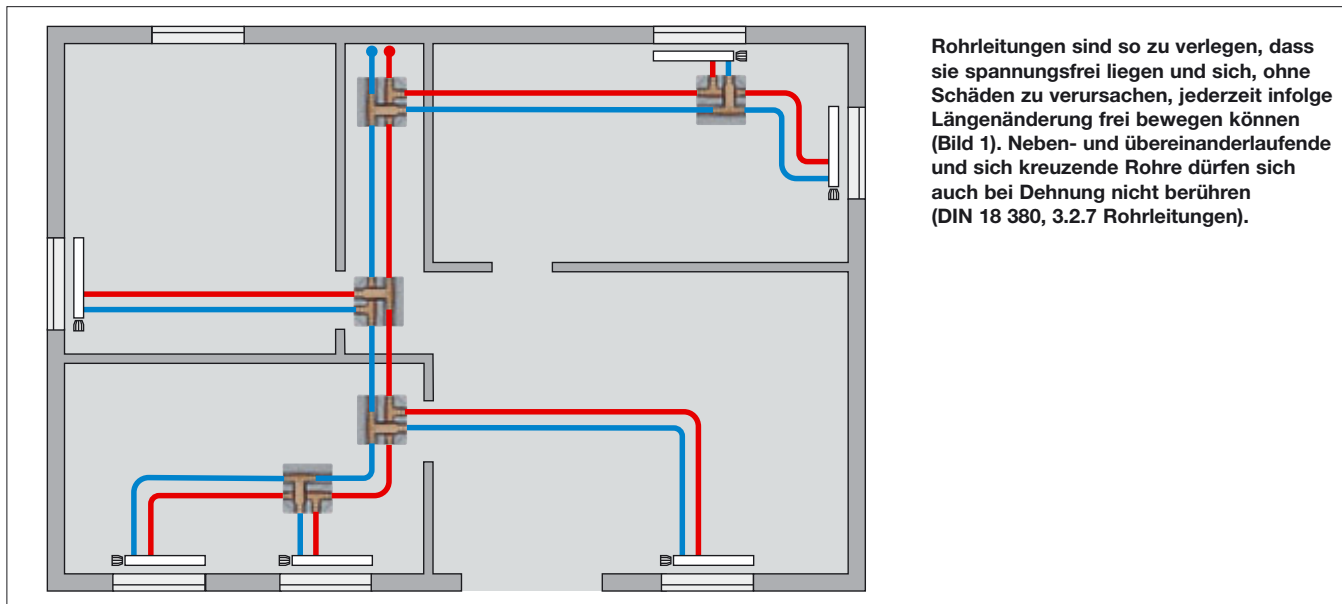 Rohrleitungen sind so zu verlegen, dass
sie spannungsfrei liegen und sich, ohne
Schäden zu verursachen, jederzeit infolge
Längenänderung frei bewegen können
(Bild 1). Neben- und übereinanderlaufende
und sich kreuzende Rohre dürfen sich
auch bei Dehnung nicht berühren
(DIN 18 380, 3.2.7 Rohrleitungen).